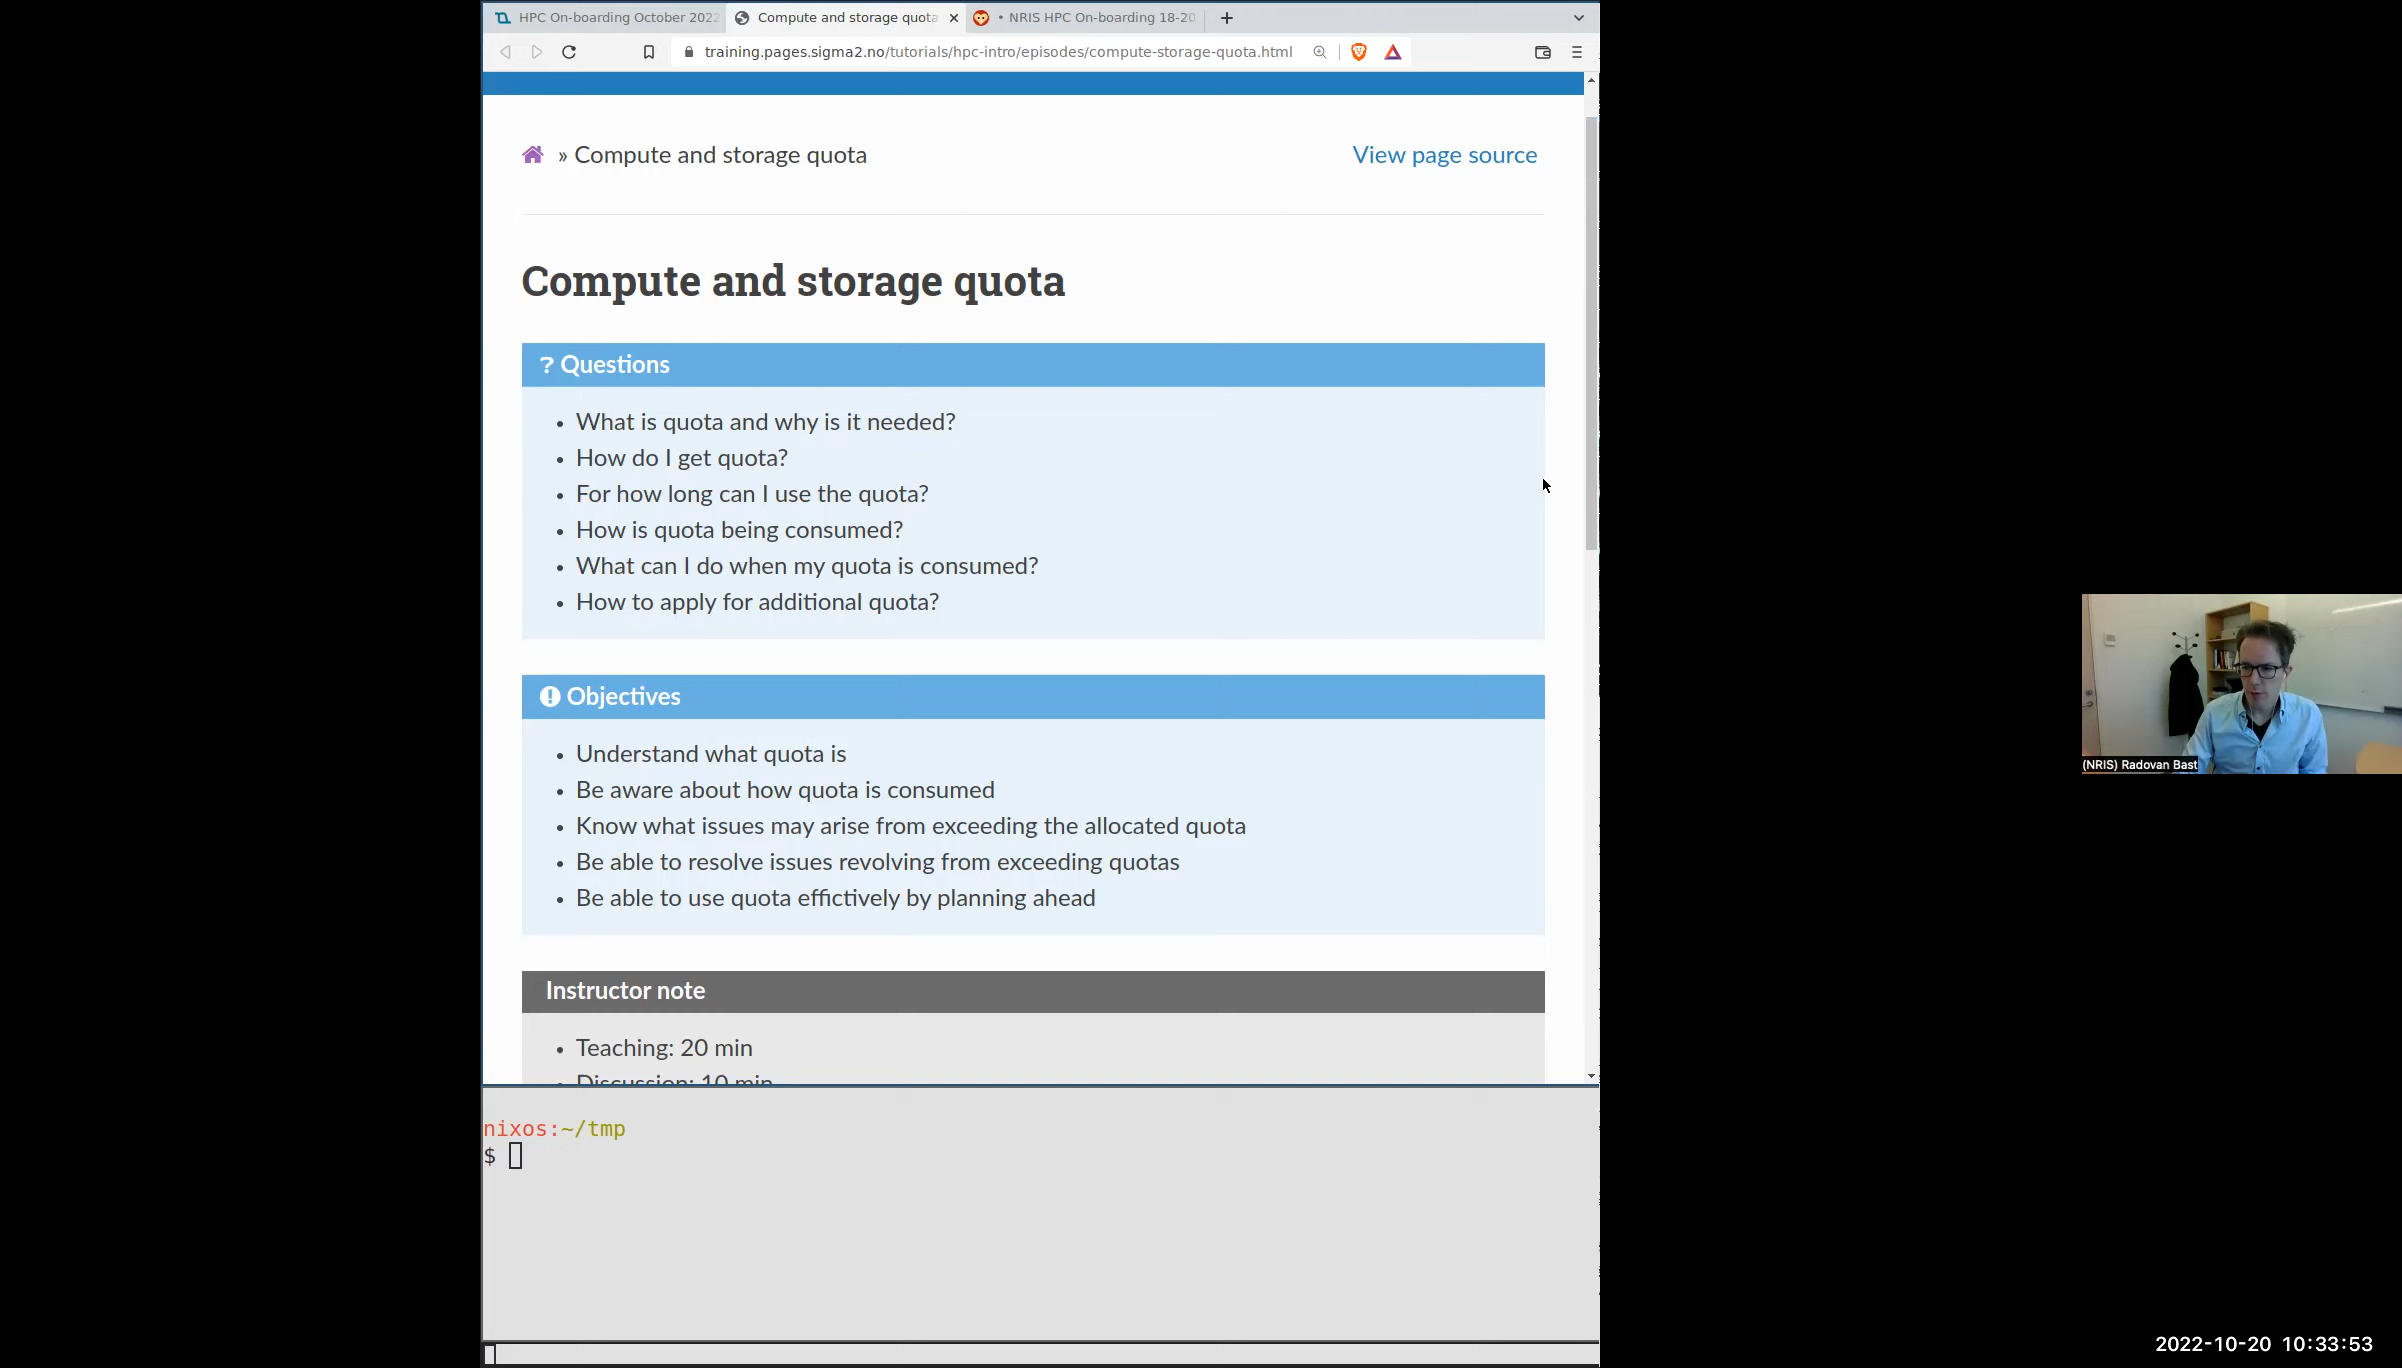 HPC On-boarding October 2022
Compute and storage quota
• NRIS HPC On-boarding 18-20
training.pages.sigma2.no/tutorials/hpc-intro/episodes/compute-storage-quota.html
» Compute and storage quota
View page source
Compute and storage quota
? Questions
• What is quota and why is it needed?
• How do I get quota?
• For how long can I use the quota?
• How is quota being consumed?
• What can I do when my quota is consumed?
• How to apply for additional quota?
Objectives
• Understand what quota is
• Be aware about how quota is consumed
• Know what issues may arise from exceeding the allocated quota
• Be able to resolve issues revolving from exceeding quotas
• Be able to use quota effictively by planning ahead
Instructor note
• Teaching: 20 min
• Discussion: 10 min
nixos:~/tmp
$
(NRIS) Radovan Bast
2022-10-20 10:33:53